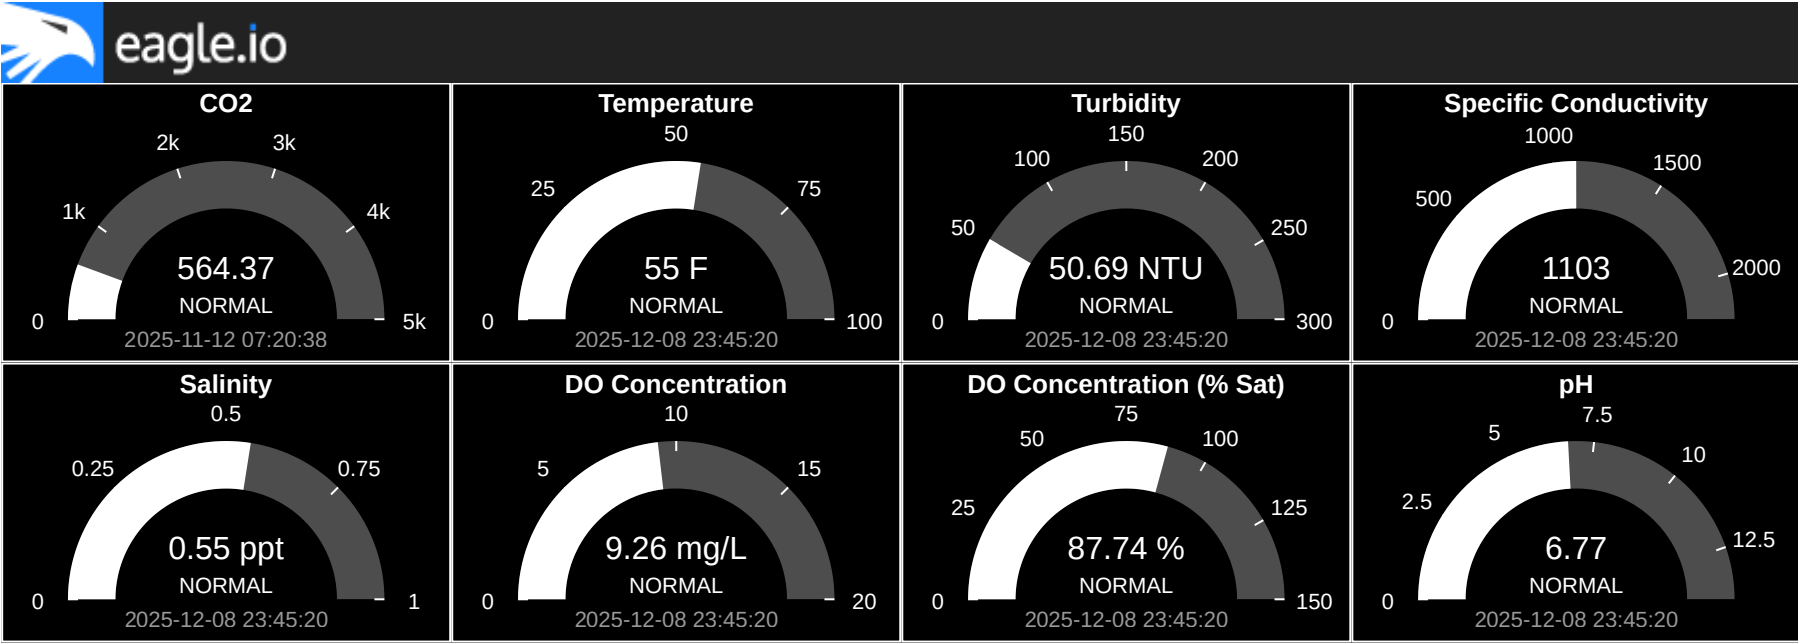 eagle.io
CO2
2k
3k
1k
4k
564.37
NORMAL
0
5k
2025-11-12 07:20:38
Temperature
50
25
75
55 F
NORMAL
0
100
2025-12-08 23:45:20
Turbidity
150
100
200
50
250
50.69 NTU
NORMAL
0
300
2025-12-08 23:45:20
Specific Conductivity
1000
1500
500
2000
1103
NORMAL
0
2025-12-08 23:45:20
Salinity
0.5
0.25
0.75
0.55 ppt
NORMAL
0
1
2025-12-08 23:45:20
DO Concentration
10
5
15
9.26 mg/L
NORMAL
0
20
2025-12-08 23:45:20
DO Concentration (% Sat)
75
50
100
25
125
87.74 %
NORMAL
0
150
2025-12-08 23:45:20
pH
7.5
5
10
2.5
12.5
6.77
NORMAL
0
2025-12-08 23:45:20